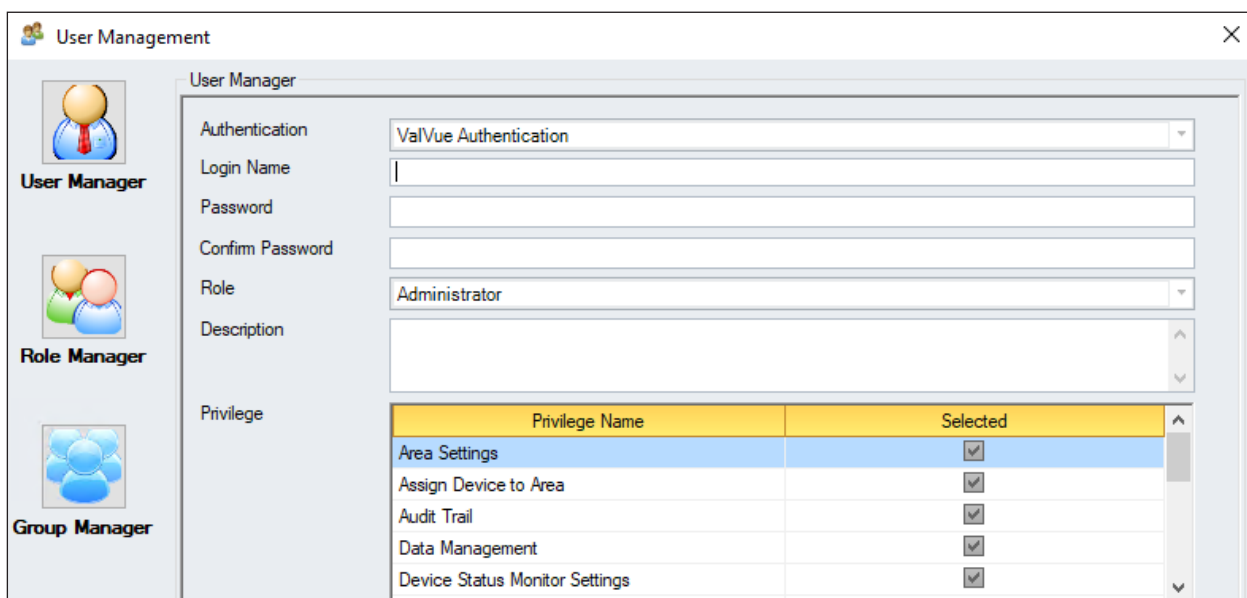 User Management
User Manager
Authentication
ValVue Authentication
Login Name
User Manager
Password
Confirm Password
Role
Administrator
Description
Role Manager
Privilege
Privilege Name Selected
Area Settings
Assign Device to Area
Audit Trail
Group Manager
Data Management
Device Status Monitor Settings